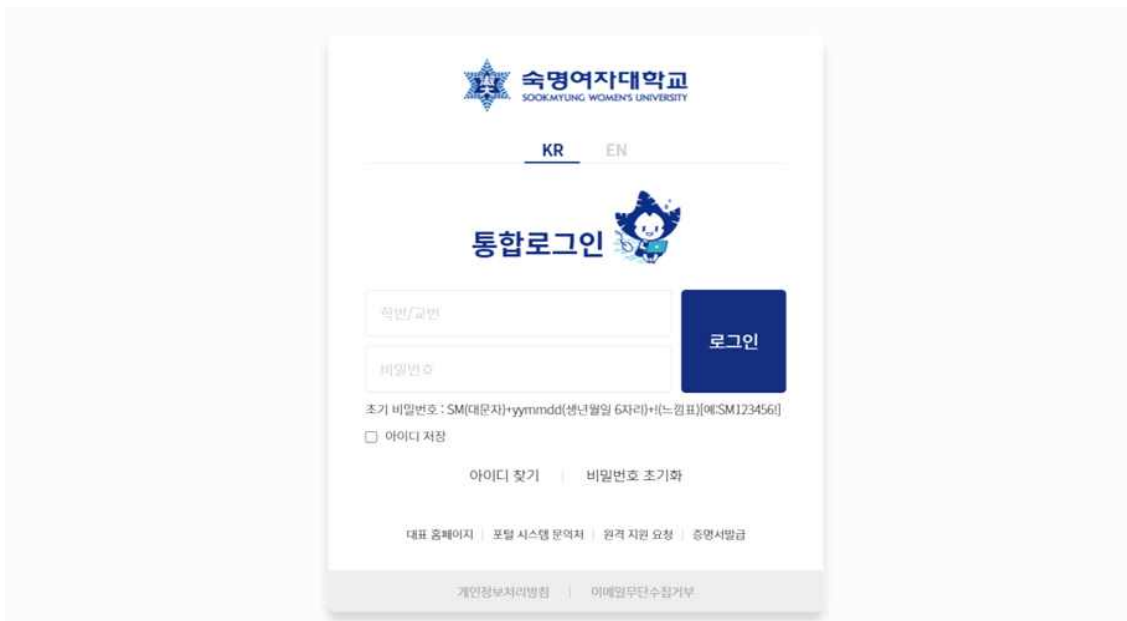 숙명여자대학교
SOOKMYUNG WOMEN'S UNIVERSITY
KR EN
통합로그인
학번/교번
로그인
비밀번호
초기 비밀번호 : SM(대문자)+yymmdd(생년월일 6자리)+!(느낌표)[예:SM123456!]
아이디 저장
아이디 찾기 | 비밀번호 초기화
대표 홈페이지 | 포털 시스템 문의처 | 원격 지원 요청 | 증명서발급
개인정보처리방침 | 이메일무단수집거부